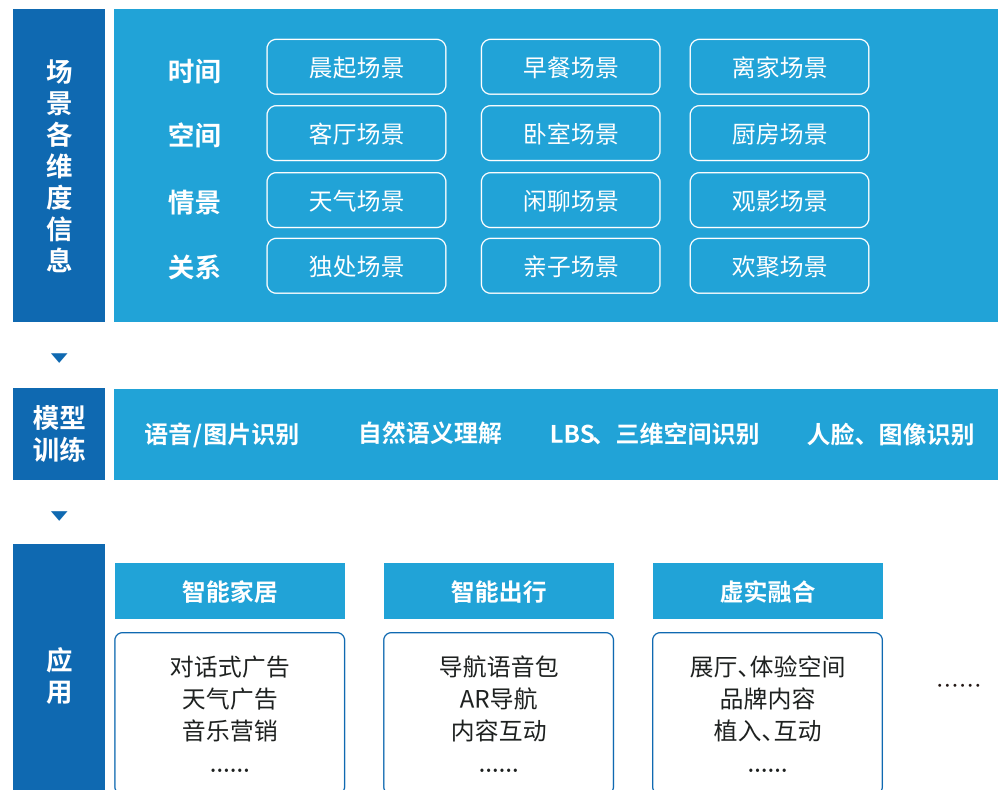 场景各维度信息
时间 晨起场景 早餐场景 离家场景
空间 客厅场景 卧室场景 厨房场景
情景 天气场景 闲聊场景 观影场景
关系 独处场景 亲子场景 欢聚场景
模型
训练
语音/图片识别 自然语义理解 LBS、三维空间识别 人脸、图像识别
应用
智能家居
对话式广告
天气广告
音乐营销
……
智能出行
导航语音包
AR导航
内容互动
……
虚实融合
展厅、体验空间
品牌内容
植入、互动
……
……